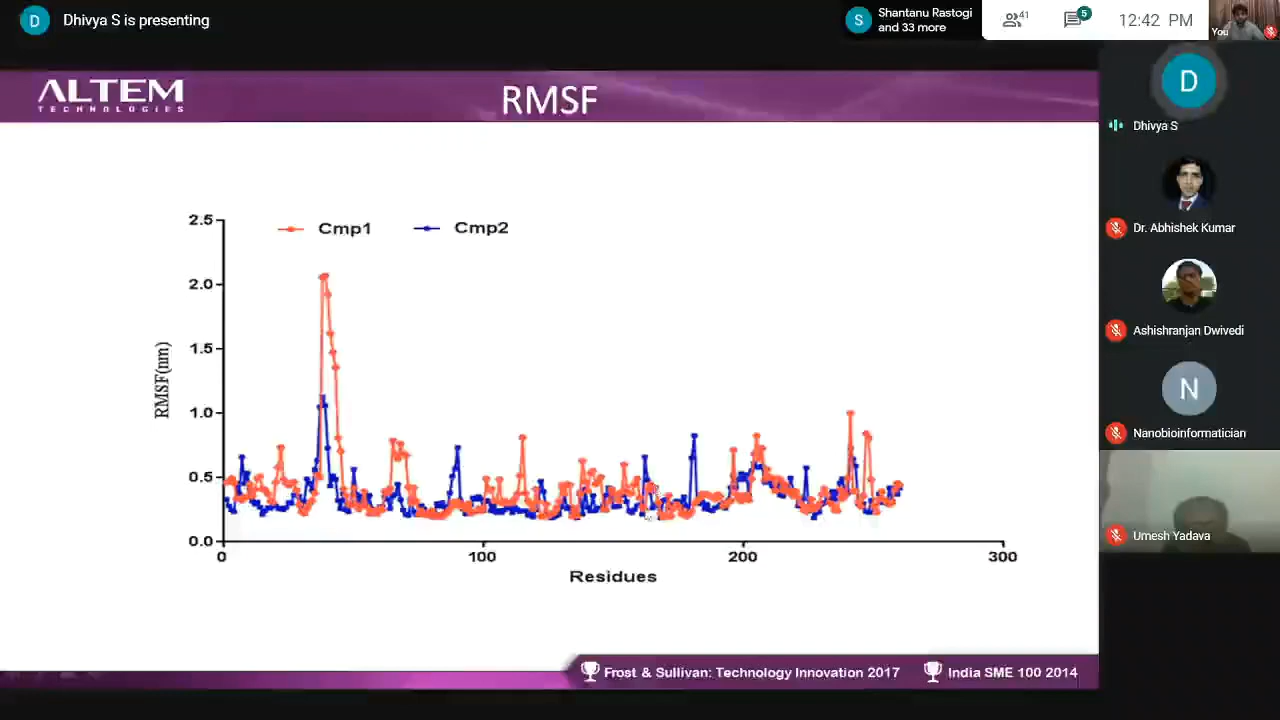 D
Dhivya S is presenting
S
Shantanu Rastogi
and 33 more
41
5
12:42 PM
You
ALTEM
TECHNOLOGIES
RMSF
D
Dhivya S
Dr. Abhishek Kumar
Ashishranjan Dwivedi
N
Nanobioinformatician
Umesh Yadava
Cmp1
Cmp2
2.5
2.0
1.5
1.0
0.5
0.0
RMSF(nm)
0
100
200
300
Residues
Frost & Sullivan: Technology Innovation 2017
India SME 100 2014